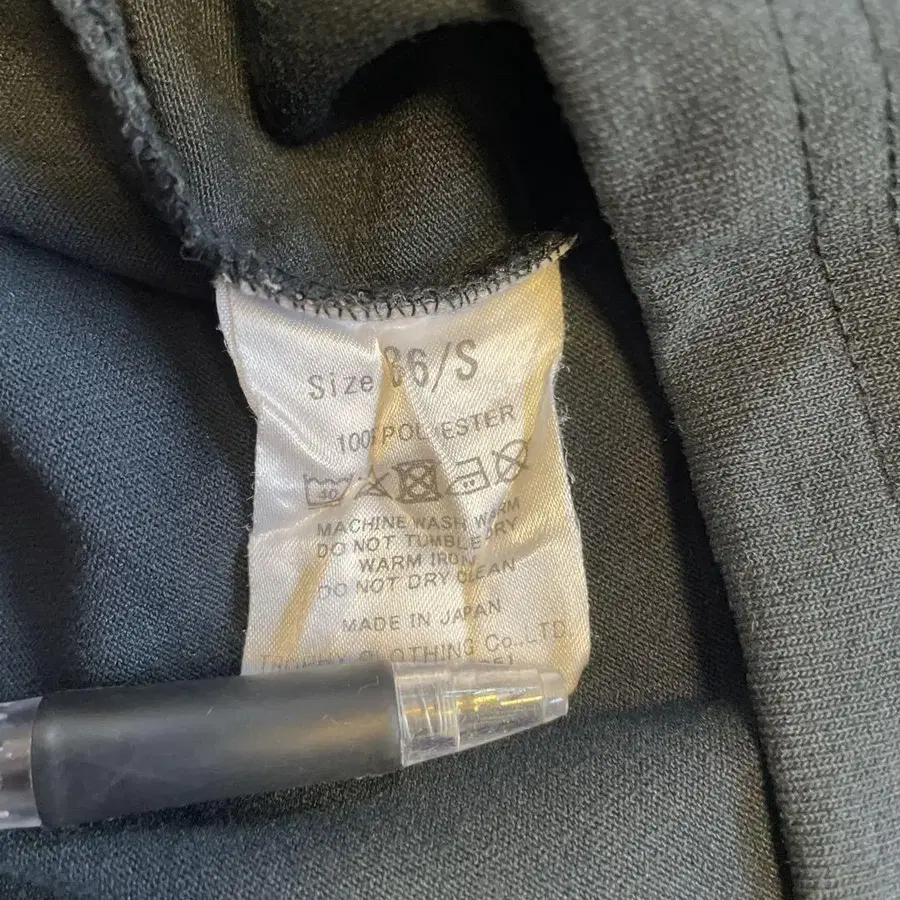 Size 36/S
100% POLYESTER
40
MACHINE WASH WARM
DO NOT TUMBLE DRY
WARM IRON
DO NOT DRY CLEAN
MADE IN JAPAN
CLOTHING Co.,LTD